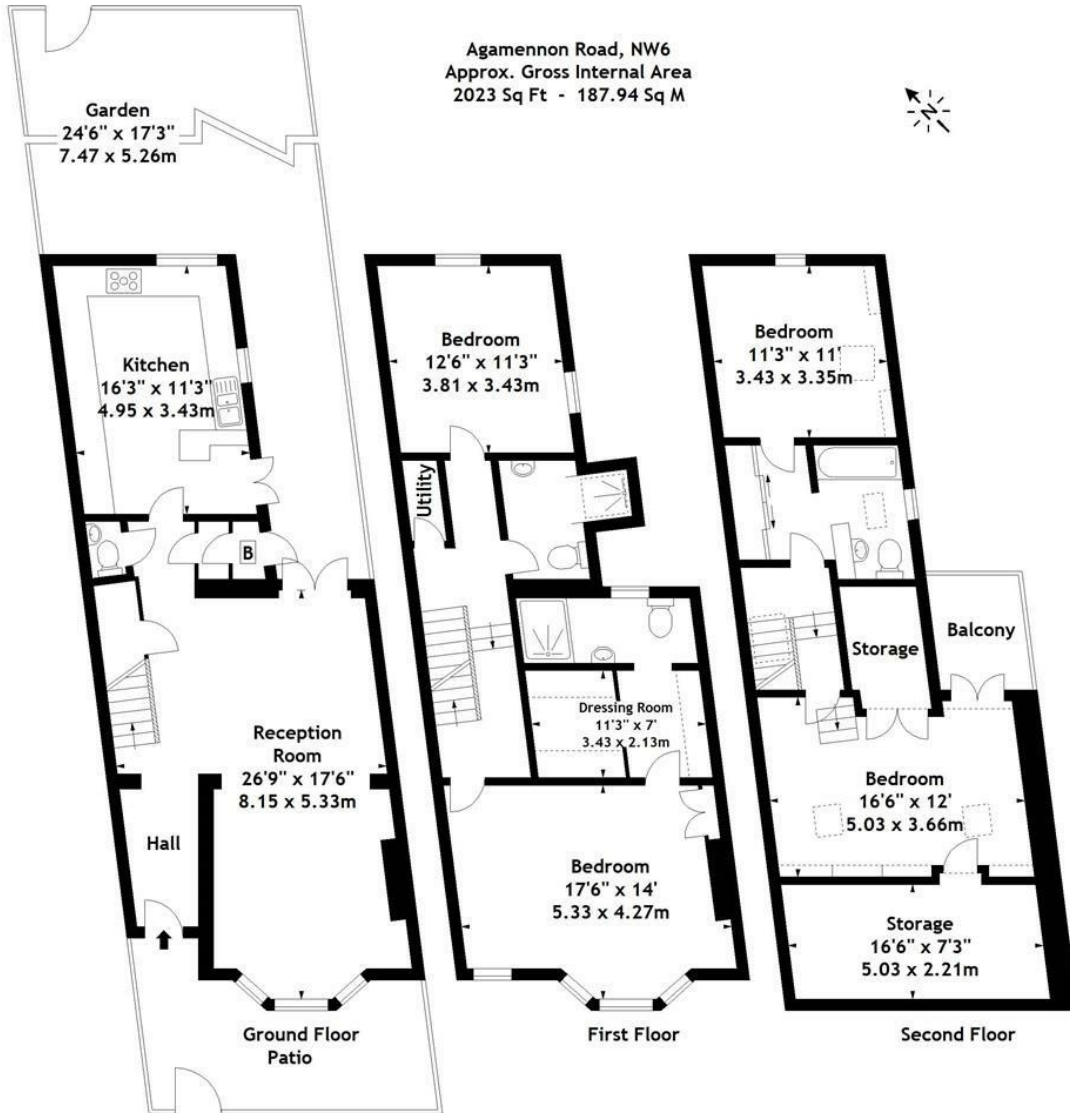 Agamennon Road, NW6
Approx. Gross Internal Area
2023 Sq Ft - 187.94 Sq M
N
Garden
24'6" x 17'3"
7.47 x 5.26m
Kitchen
16'3" x 11'3"
4.95 x 3.43m
B
Reception
Room
26'9" x 17'6"
8.15 x 5.33m
Hall
Ground Floor
Patio
Bedroom
12'6" x 11'3"
3.81 x 3.43m
Utility
Dressing Room
11'3" x 7'
3.43 x 2.13m
Bedroom
17'6" x 14'
5.33 x 4.27m
First Floor
Bedroom
11'3" x 11'
3.43 x 3.35m
Storage
Balcony
Bedroom
16'6" x 12'
5.03 x 3.66m
Storage
16'6" x 7'3"
5.03 x 2.21m
Second Floor